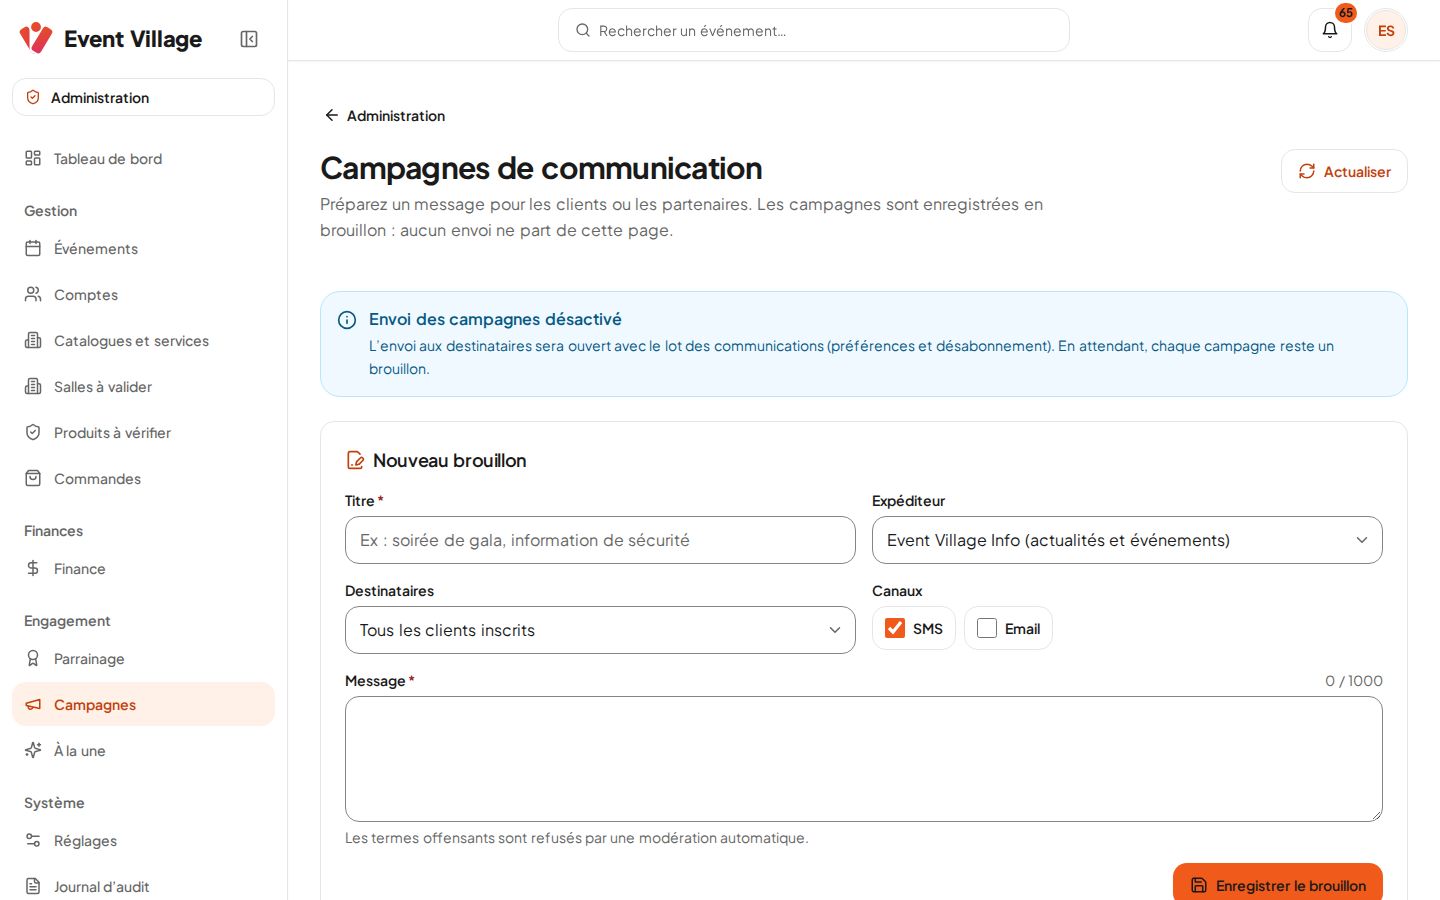 Event Village
Rechercher un événement…
65
ES
Administration
Tableau de bord
Gestion
Événements
Comptes
Catalogues et services
Salles à valider
Produits à vérifier
Commandes
Finances
Finance
Engagement
Parrainage
Campagnes
À la une
Système
Réglages
Journal d’audit
Administration
Campagnes de communication
Actualiser
Préparez un message pour les clients ou les partenaires. Les campagnes sont enregistrées en
brouillon : aucun envoi ne part de cette page.
Envoi des campagnes désactivé
L’envoi aux destinataires sera ouvert avec le lot des communications (préférences et désabonnement). En attendant, chaque campagne reste un
brouillon.
Nouveau brouillon
Titre *
Ex : soirée de gala, information de sécurité
Expéditeur
Event Village Info (actualités et événements)
Destinataires
Tous les clients inscrits
Canaux
SMS
Email
Message *
0 / 1000
Les termes offensants sont refusés par une modération automatique.
Enregistrer le brouillon